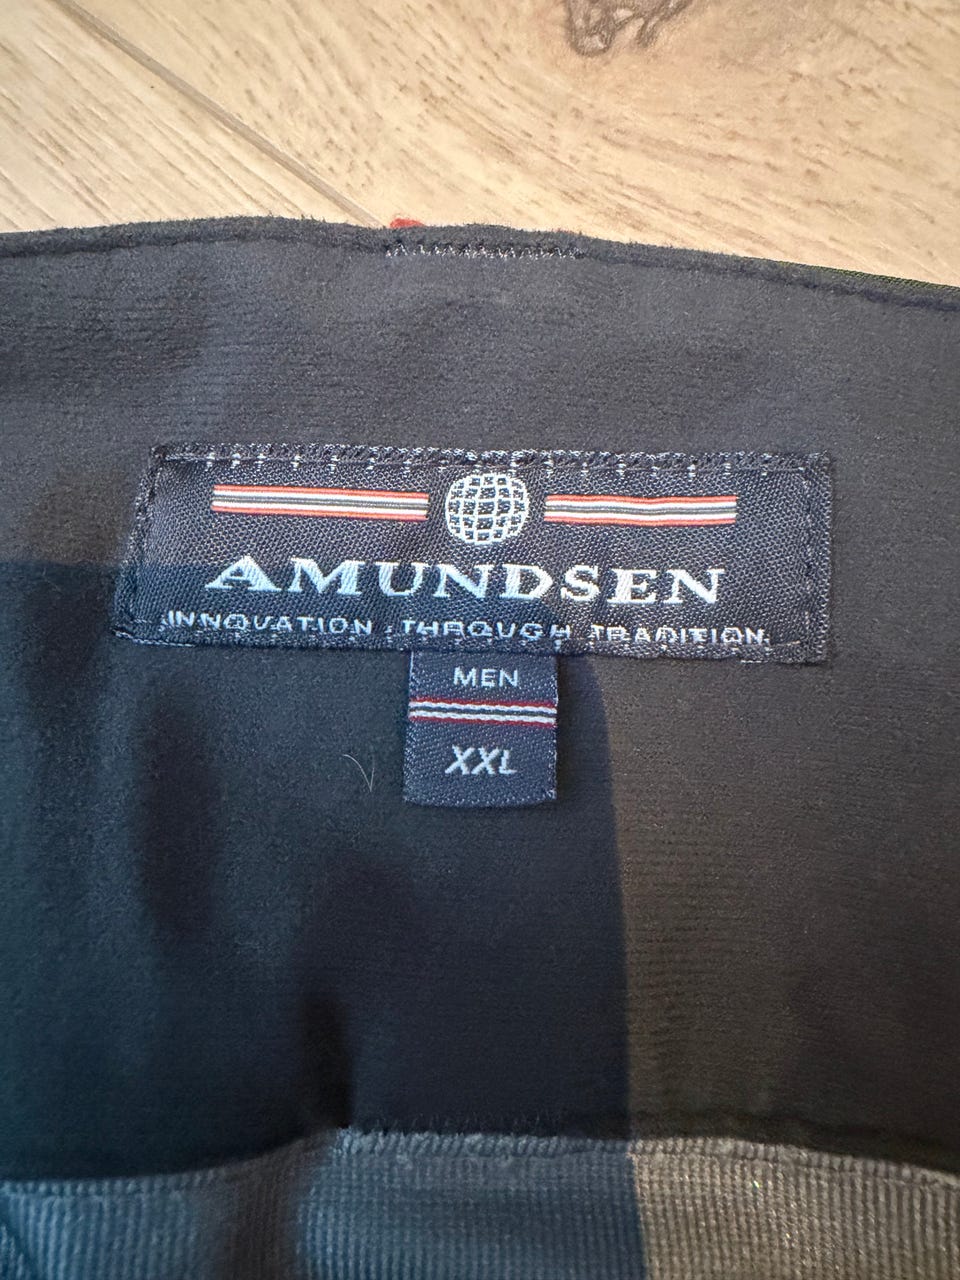 AMUNDSEN
INNOVATION THROUGH TRADITION
MEN
XXL